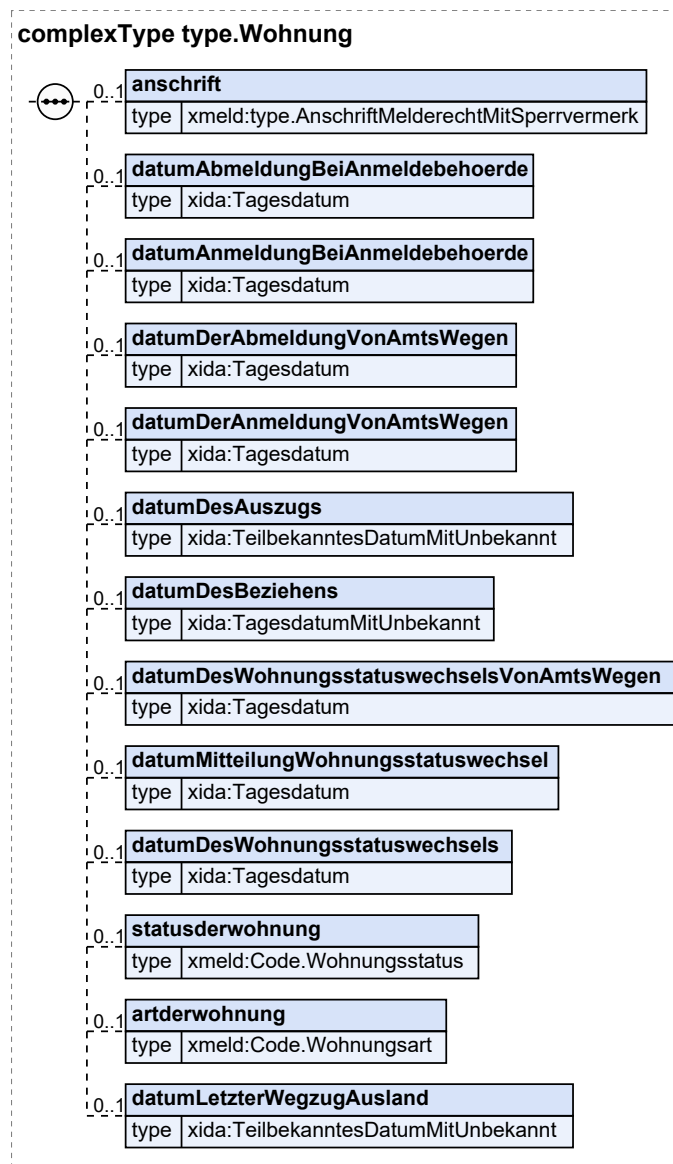 complexType type.Wohnung
0..1 anschrift
type xmeld:type.AnschriftMelderechtMitSperrvermerk
0..1 datumAbmeldungBeiAnmeldebehoerde
type xida:Tagesdatum
0..1 datumAnmeldungBeiAnmeldebehoerde
type xida:Tagesdatum
0..1 datumDerAbmeldungVonAmtsWegen
type xida:Tagesdatum
0..1 datumDerAnmeldungVonAmtsWegen
type xida:Tagesdatum
0..1 datumDesAuszugs
type xida:TeilbekanntesDatumMitUnbekannt
0..1 datumDesBeziehens
type xida:TagesdatumMitUnbekannt
0..1 datumDesWohnungsstatuswechselsVonAmtsWegen
type xida:Tagesdatum
0..1 datumMitteilungWohnungsstatuswechsel
type xida:Tagesdatum
0..1 datumDesWohnungsstatuswechsels
type xida:Tagesdatum
0..1 statusderwohnung
type xmeld:Code.Wohnungsstatus
0..1 artderwohnung
type xmeld:Code.Wohnungsart
0..1 datumLetzterWegzugAusland
type xida:TeilbekanntesDatumMitUnbekannt